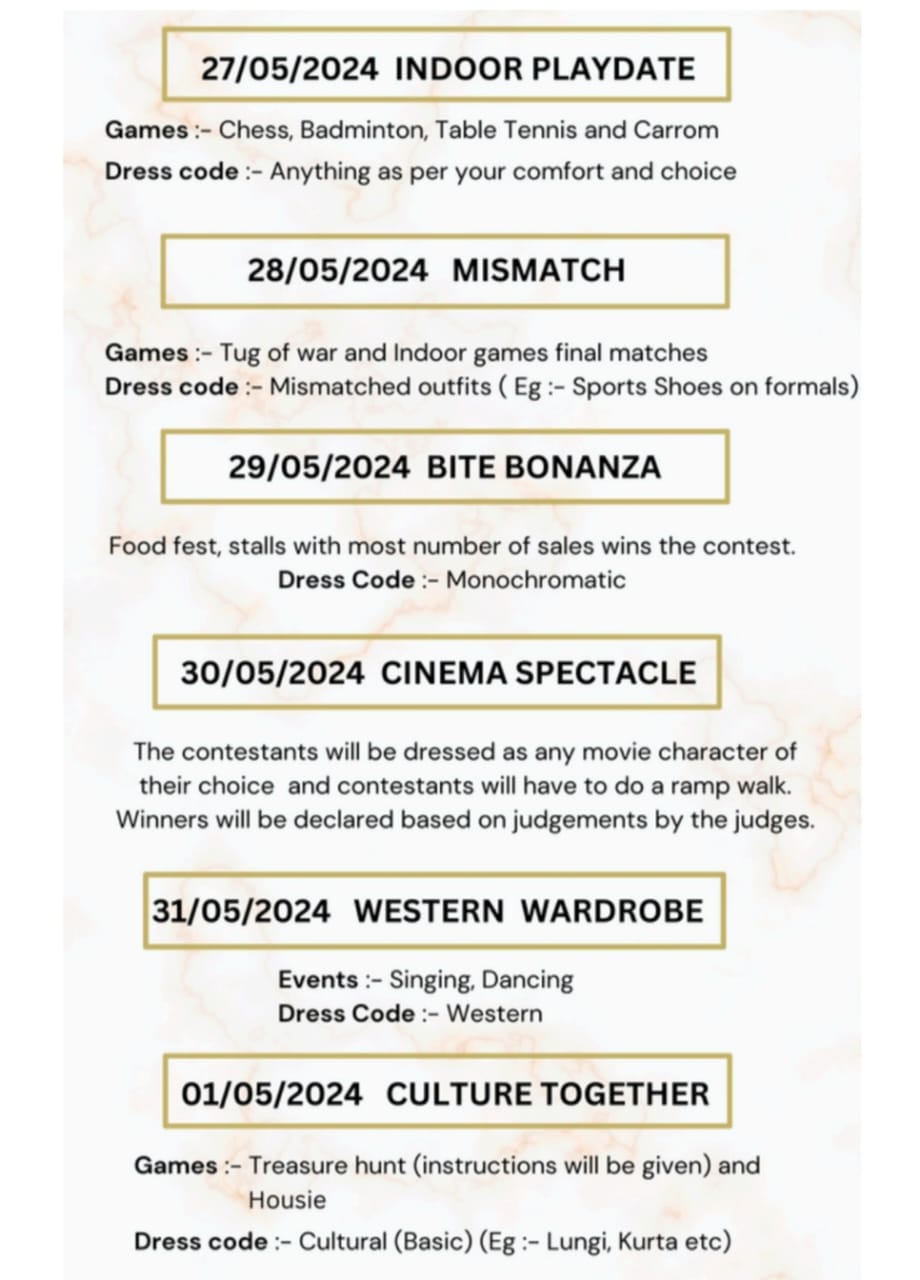 27/05/2024 INDOOR PLAYDATE
Games :- Chess, Badminton, Table Tennis and Carrom
Dress code :- Anything as per your comfort and choice
28/05/2024 MISMATCH
Games :- Tug of war and Indoor games final matches
Dress code :- Mismatched outfits ( Eg :- Sports Shoes on formals)
29/05/2024 BITE BONANZA
Food fest, stalls with most number of sales wins the contest.
Dress Code :- Monochromatic
30/05/2024 CINEMA SPECTACLE
The contestants will be dressed as any movie character of
their choice and contestants will have to do a ramp walk.
Winners will be declared based on judgements by the judges.
31/05/2024 WESTERN WARDROBE
Events :- Singing, Dancing
Dress Code :- Western
01/05/2024 CULTURE TOGETHER
Games :- Treasure hunt (instructions will be given) and
Housie
Dress code :- Cultural (Basic) (Eg :- Lungi, Kurta etc)